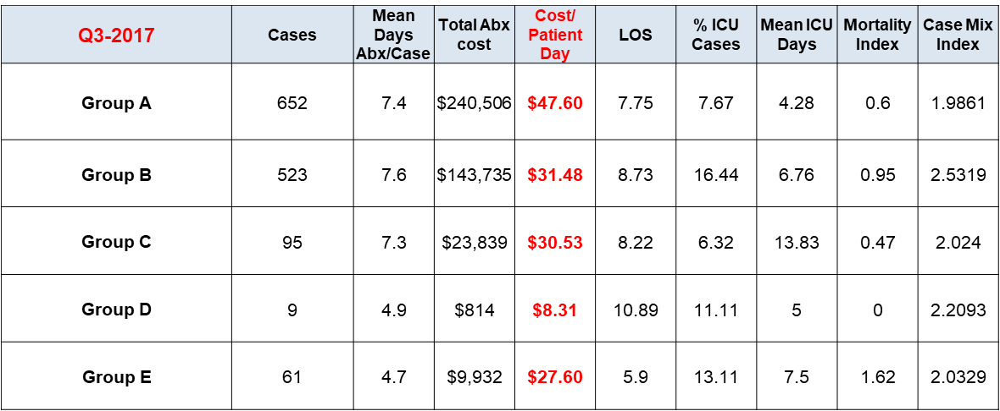 Q3-2017 Cases Mean Days Abx/Case Total Abx cost Cost/ Patient Day LOS % ICU Cases Mean ICU Days Mortality Index Case Mix Index
Group A 652 7.4 $240,506 $47.60 7.75 7.67 4.28 0.6 1.9861
Group B 523 7.6 $143,735 $31.48 8.73 16.44 6.76 0.95 2.5319
Group C 95 7.3 $23,839 $30.53 8.22 6.32 13.83 0.47 2.024
Group D 9 4.9 $814 $8.31 10.89 11.11 5 0 2.2093
Group E 61 4.7 $9,932 $27.60 5.9 13.11 7.5 1.62 2.0329